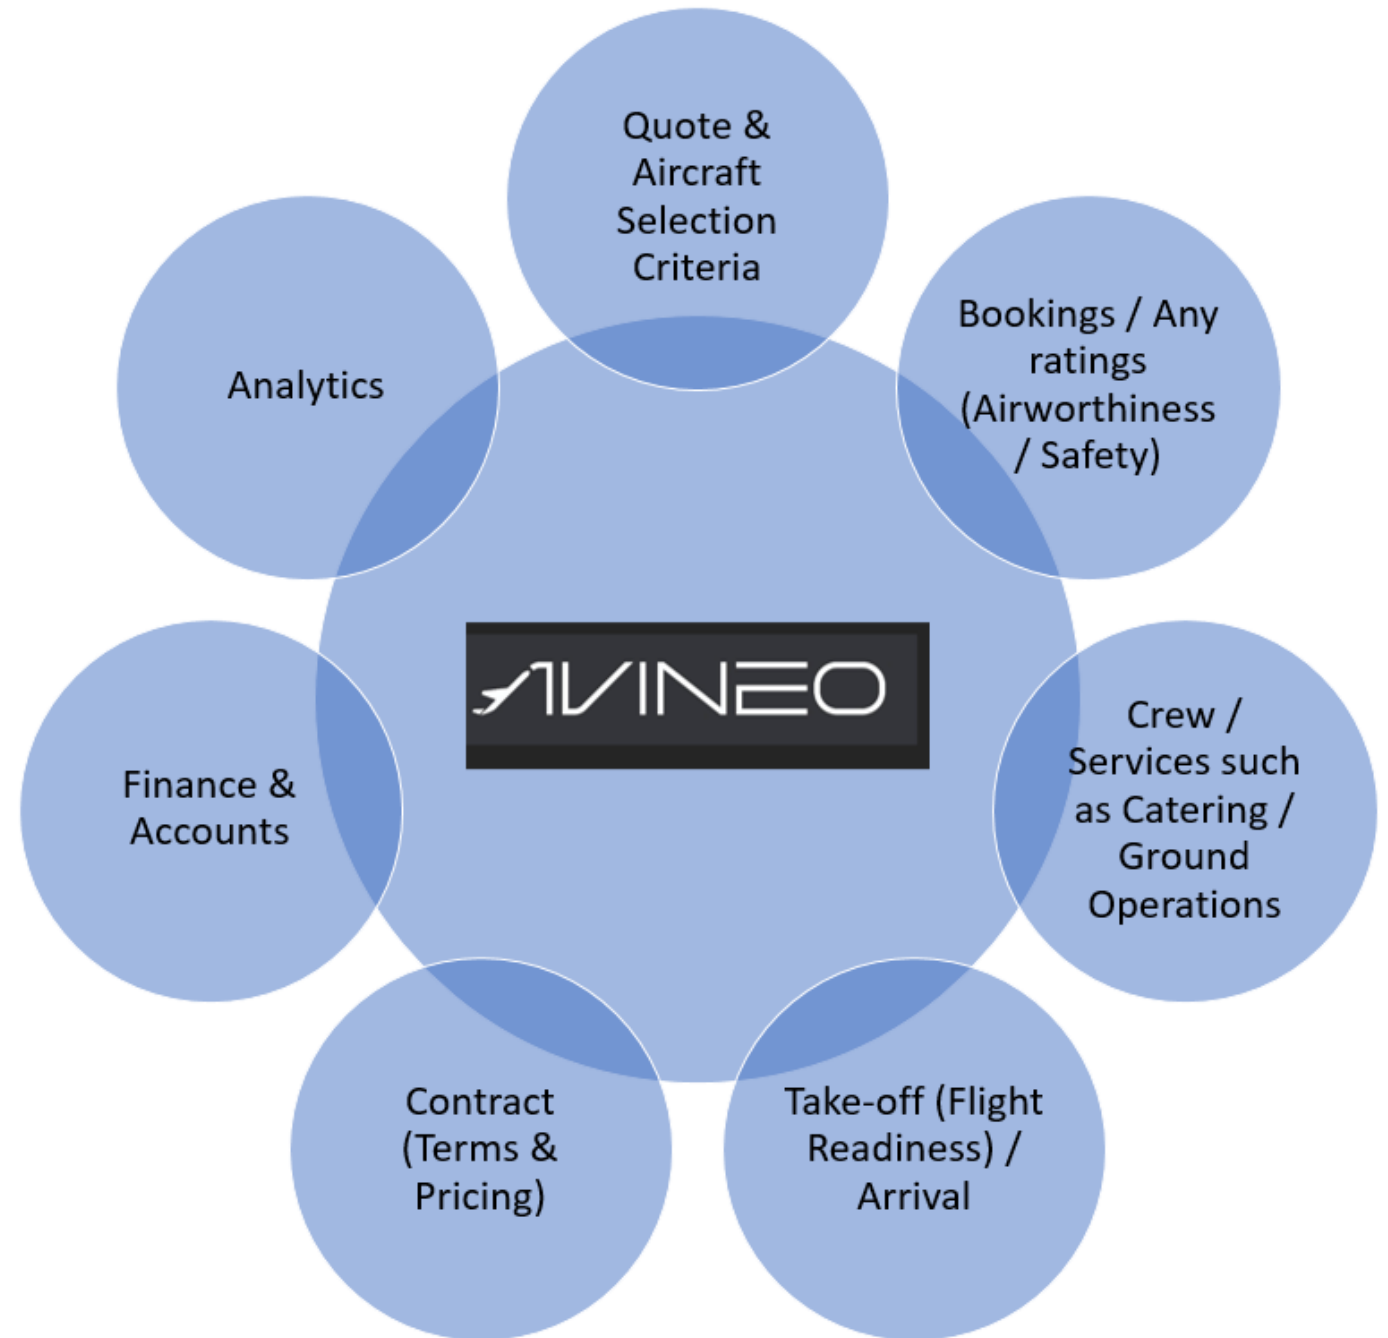 Quote &
Aircraft
Selection
Criteria
Bookings / Any
ratings
(Airworthiness
/ Safety)
Crew /
Services such
as Catering /
Ground
Operations
Take-off (Flight
Readiness) /
Arrival
Contract
(Terms &
Pricing)
Finance &
Accounts
Analytics
AVINEO